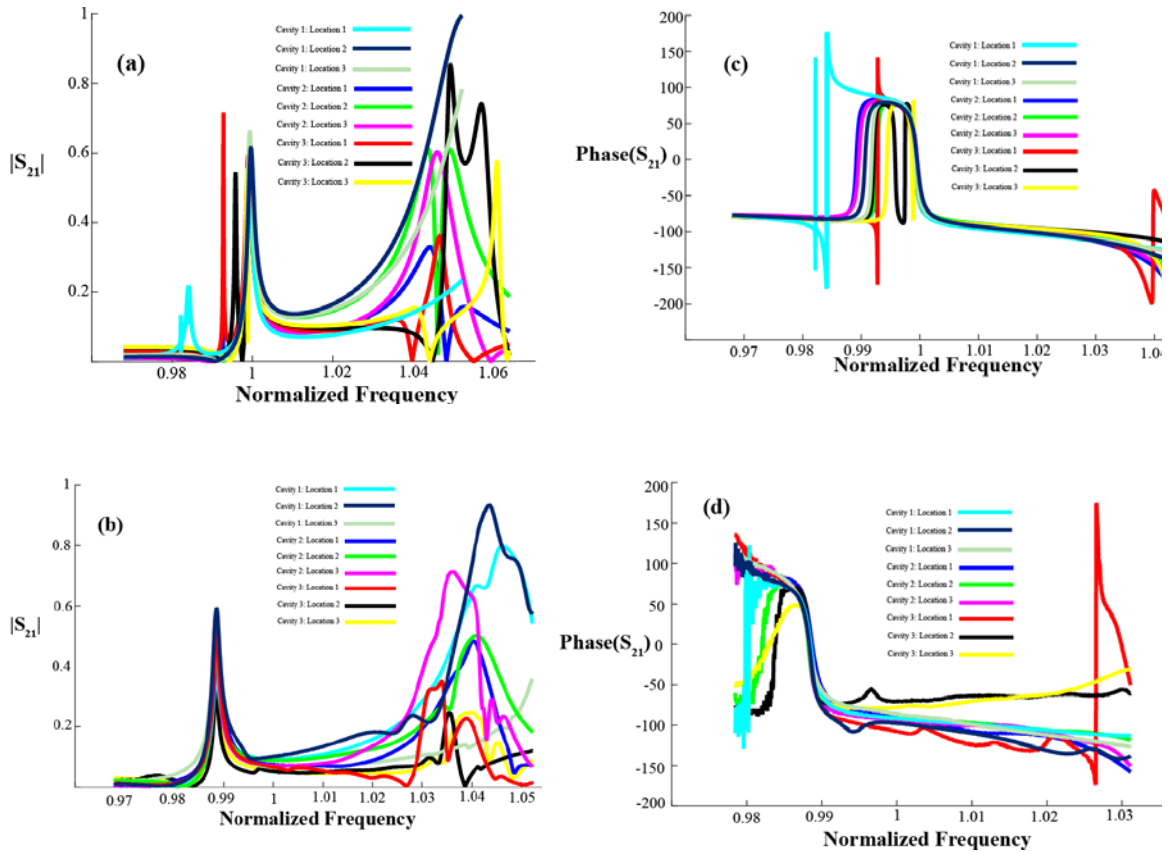 (a)
|S21|
1
0.8
0.6
0.4
0.2
Cavity 1: Location 1
Cavity 1: Location 2
Cavity 1: Location 3
Cavity 2: Location 1
Cavity 2: Location 2
Cavity 2: Location 3
Cavity 3: Location 1
Cavity 3: Location 2
Cavity 3: Location 3
0.98 1 1.02 1.04 1.06
Normalized Frequency
(c)
Phase(S21)
200
150
100
50
0
-50
-100
-150
-200
Cavity 1: Location 1
Cavity 1: Location 2
Cavity 1: Location 3
Cavity 2: Location 1
Cavity 2: Location 2
Cavity 2: Location 3
Cavity 3: Location 1
Cavity 3: Location 2
Cavity 3: Location 3
0.97 0.98 0.99 1 1.01 1.02 1.03 1.04
Normalized Frequency
(b)
|S21|
1
0.8
0.6
0.4
0.2
Cavity 1: Location 1
Cavity 1: Location 2
Cavity 1: Location 3
Cavity 2: Location 1
Cavity 2: Location 2
Cavity 2: Location 3
Cavity 3: Location 1
Cavity 3: Location 2
Cavity 3: Location 3
0.97 0.98 0.99 1 1.01 1.02 1.03 1.04 1.05
Normalized Frequency
(d)
Phase(S21)
200
150
100
50
0
-50
-100
-150
-200
Cavity 1: Location 1
Cavity 1: Location 2
Cavity 1: Location 3
Cavity 2: Location 1
Cavity 2: Location 2
Cavity 2: Location 3
Cavity 3: Location 1
Cavity 3: Location 2
Cavity 3: Location 3
0.98 0.99 1 1.01 1.02 1.03
Normalized Frequency